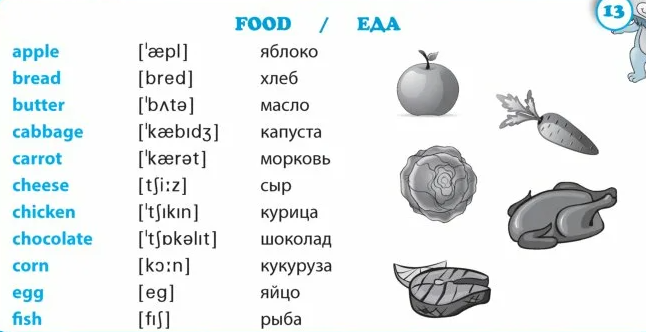 13
FOOD / ЕДА
apple [ˈæpl] яблоко
bread [bred] хлеб
butter [ˈbʌtə] масло
cabbage [ˈkæbɪdʒ] капуста
carrot [ˈkærət] морковь
cheese [tʃiːz] сыр
chicken [ˈtʃɪkɪn] курица
chocolate [ˈtʃɒkəlɪt] шоколад
corn [kɔːn] кукуруза
egg [eg] яйцо
fish [fɪʃ] рыба